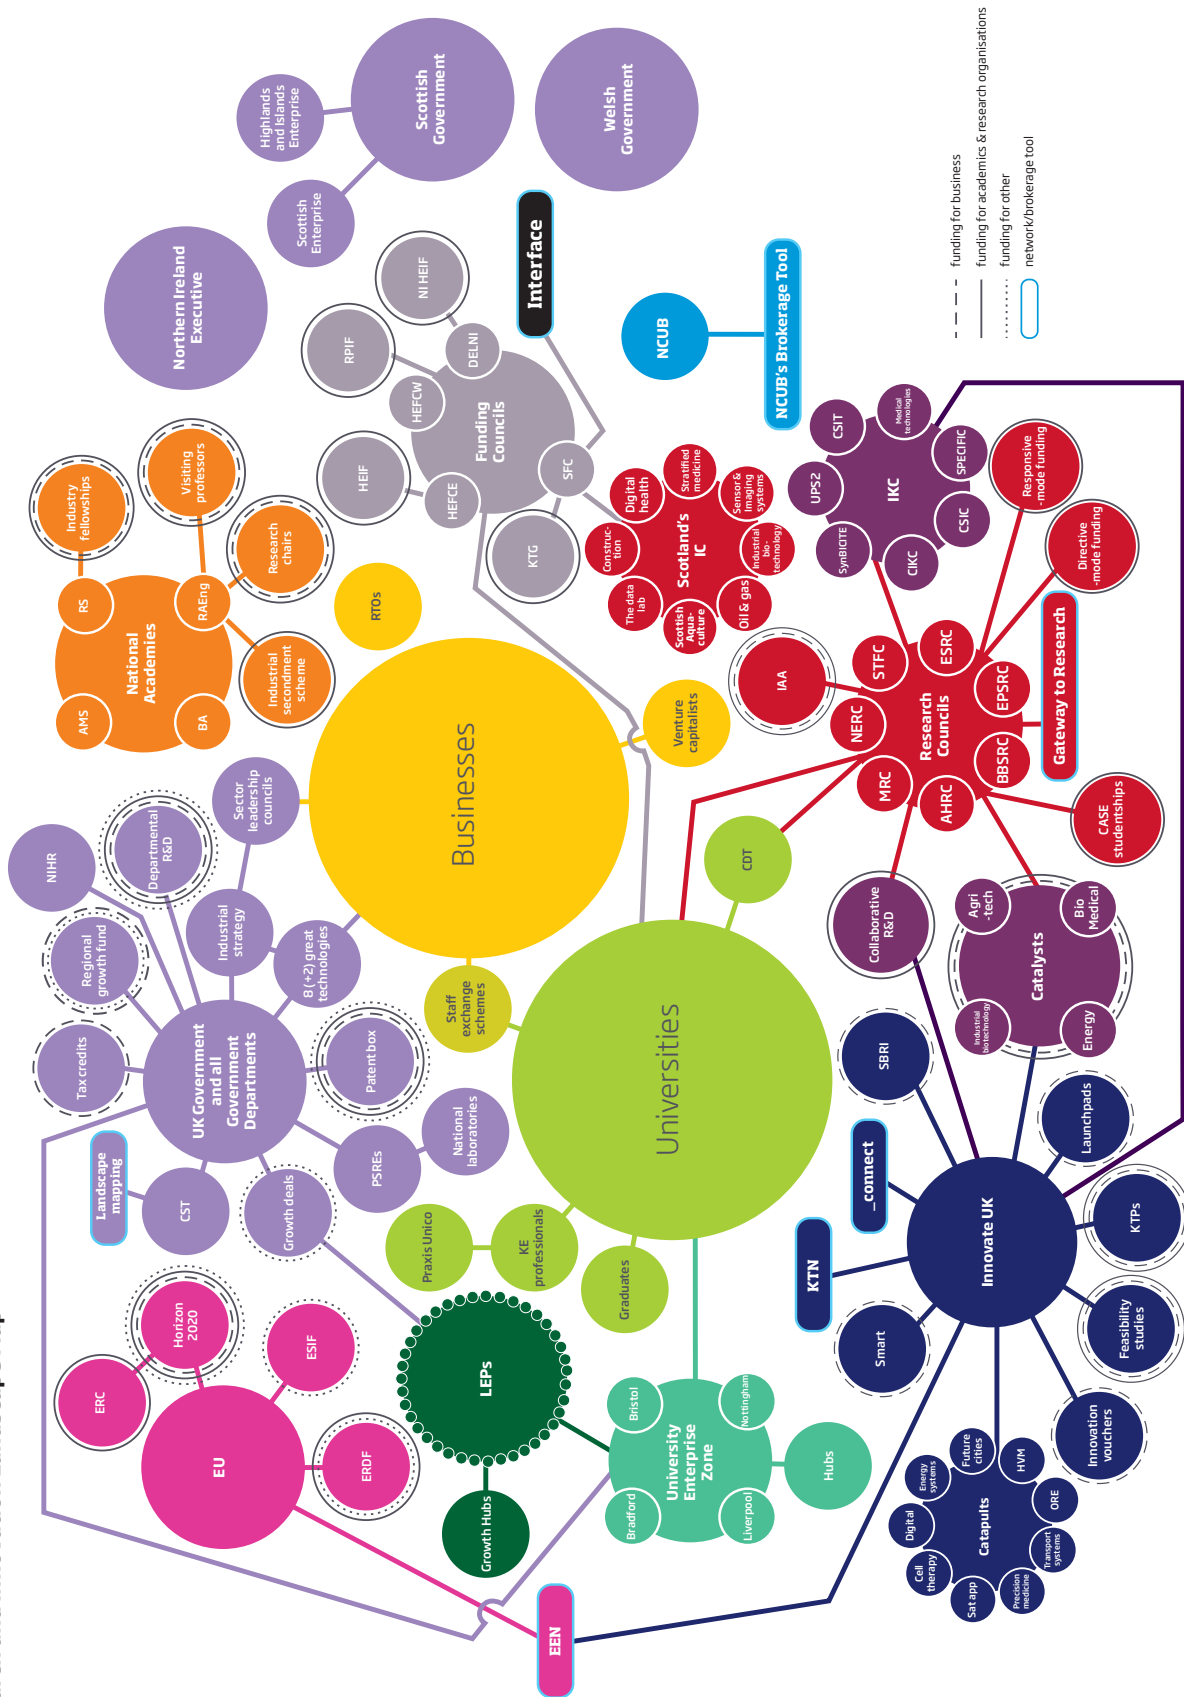 NIHR
Tax credits
Regional
growth fund
Departmental
R&D
Sector
leadership
councils
Industrial
strategy
8 (+2) great
technologies
UK Government
and all
Government
Departments
Patent box
PSREs
National
laboratories
Landscape
mapping
CST
Growth deals
ERC
Horizon
2020
ESIF
EU
ERDF
EEN
LEPs
Growth Hubs
University
Enterprise
Zone
Bristol
Nottingham
Bradford
Liverpool
Hubs
Praxis Unico
KE
professionals
Graduates
Universities
Staff
exchange
schemes
CDT
Businesses
Venture
capitalists
RTOs
National
Academies
AMS
RS
BA
RAEng
Industry
fellowships
Visiting
professors
Research
chairs
Industrial
secondment
scheme
Northern Ireland
Executive
Highlands
and Islands
Enterprise
Scottish
Enterprise
Scottish
Government
Welsh
Government
Funding
Councils
HEFCW
DELNI
HEFCE
SFC
RPIF
NI HEIF
HEIF
KTG
Interface
NCUB
NCUB's Brokerage Tool
Scotland's
IC
Digital
health
Stratified
medicine
Sensor &
Imaging
systems
Industrial
bio-
technology
Oil & gas
Scottish
Aqua-
culture
The data
lab
Construc-
tion
IKC
CSIT
Medical
technologies
SPECIFIC
CSIC
CIKC
SynBICITE
UPS2
Research
Councils
STFC
ESRC
EPSRC
BBSRC
AHRC
MRC
NERC
IAA
Responsive
-mode funding
Directive
-mode funding
Gateway to Research
CASE
studentships
Collaborative
R&D
Catalysts
Agri
-tech
Bio
Medical
Energy
Industrial
biotechnology
SBRI
Launchpads
_connect
KTN
Innovate UK
KTPs
Smart
Feasibility
studies
Innovation
vouchers
Catapults
Future
cities
HVM
ORE
Transport
systems
Precision
medicine
Sat app
Cell
therapy
Digital
Energy
systems
funding for business
funding for academics & research organisations
funding for other
network/brokerage tool